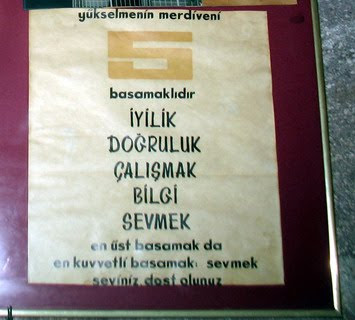 yükselmenin merdiveni
5
basamaklıdır
İYİLİK
DOĞRULUK
ÇALIŞMAK
BİLGİ
SEVMEK
en üst basamak da
en kuvvetli basamak: sevmek
seviniz dost olunuz